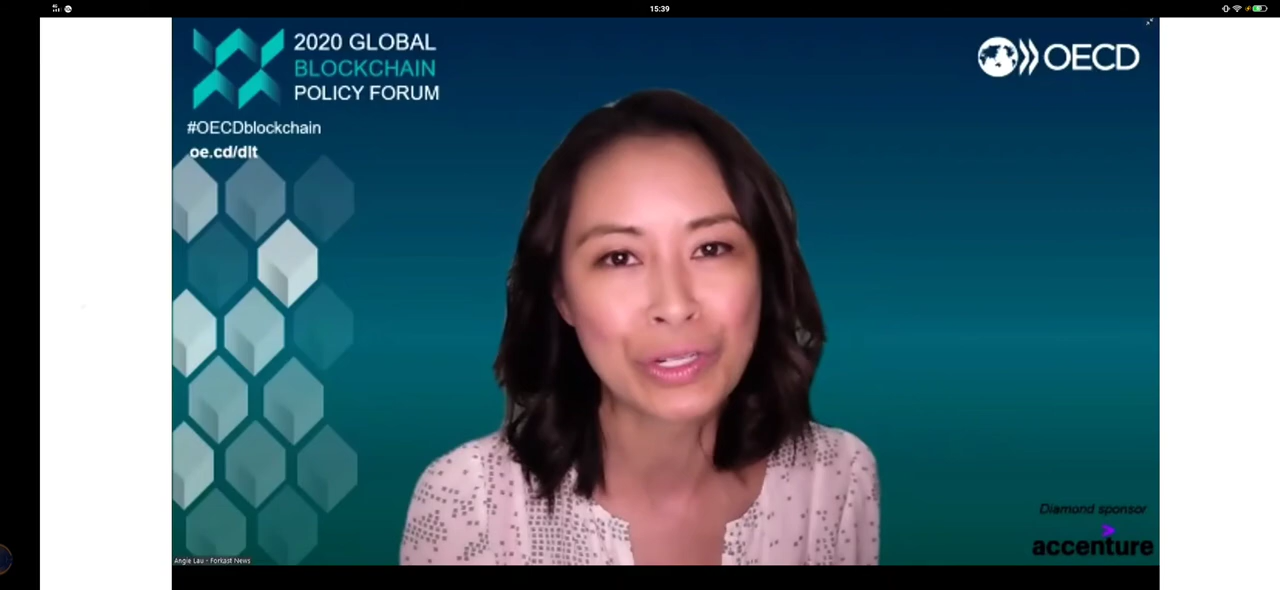 15:39
2020 GLOBAL
BLOCKCHAIN
POLICY FORUM
OECD
#OECDblockchain
oe.cd/dlt
Diamond sponsor
accenture
Angie Lau - Forkast News